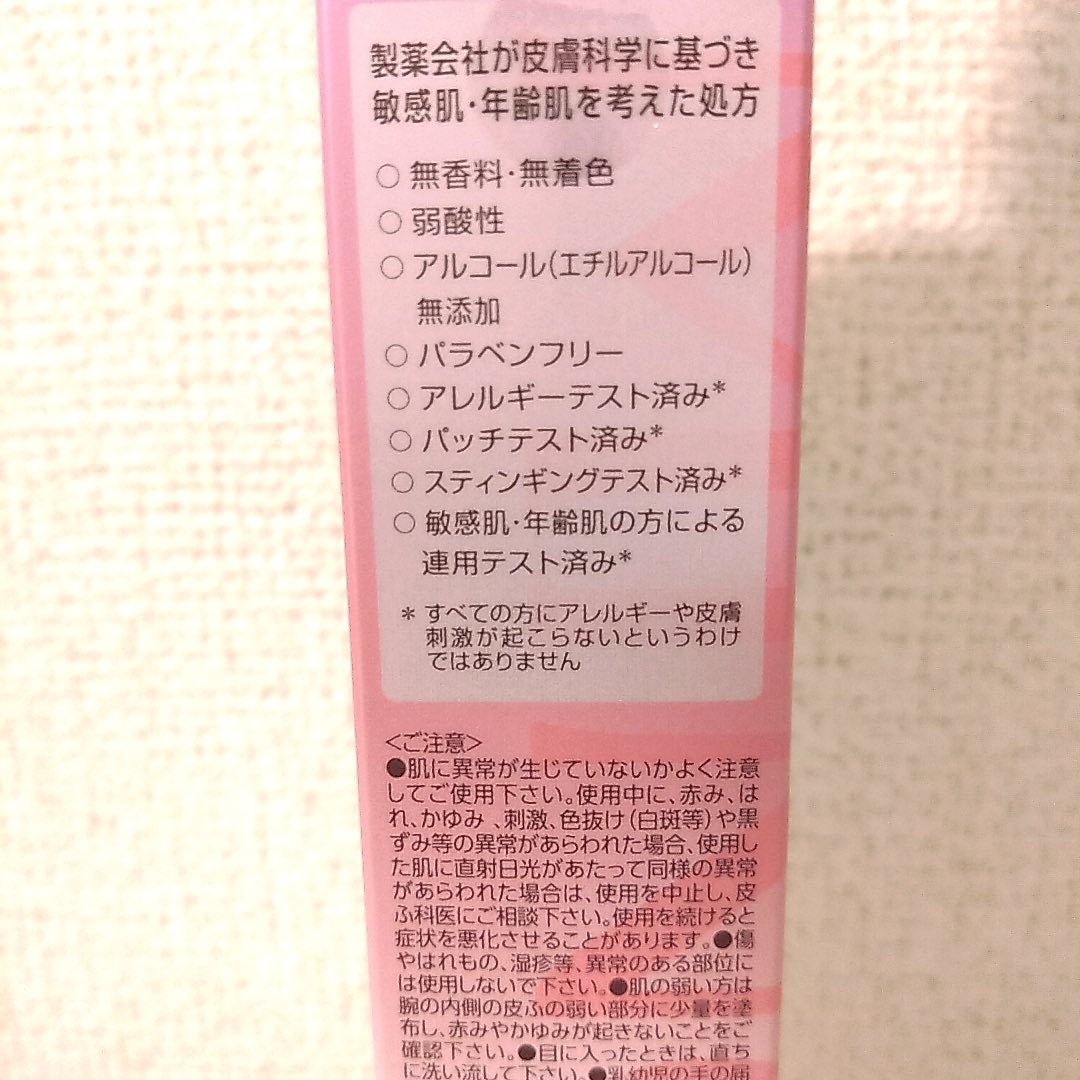 製薬会社が皮膚科学に基づき
敏感肌・年齢肌を考えた処方
○ 無香料・無着色
○ 弱酸性
○ アルコール(エチルアルコール)
無添加
○ パラベンフリー
○ アレルギーテスト済み*
○ パッチテスト済み*
○ スティンギングテスト済み*
○ 敏感肌・年齢肌の方による
連用テスト済み*
* すべての方にアレルギーや皮膚
刺激が起こらないというわけ
ではありません
<ご注意>
●肌に異常が生じていないかよく注意
してご使用下さい。使用中に、赤み、は
れ、かゆみ、刺激、色抜け(白斑等)や黒
ずみ等の異常があらわれた場合、使用し
た肌に直射日光があたって同様の異常
があらわれた場合は、使用を中止し、皮
ふ科医にご相談下さい。使用を続けると
症状を悪化させることがあります。●傷
やはれもの、湿疹等、異常のある部位に
は使用しないで下さい。●肌の弱い方は
腕の内側の皮ふの弱い部分に少量を塗
布し、赤みやかゆみが起きないことをご
確認下さい。●目に入ったときは、直ち
に洗い流して下さい。●乳幼児の手の届